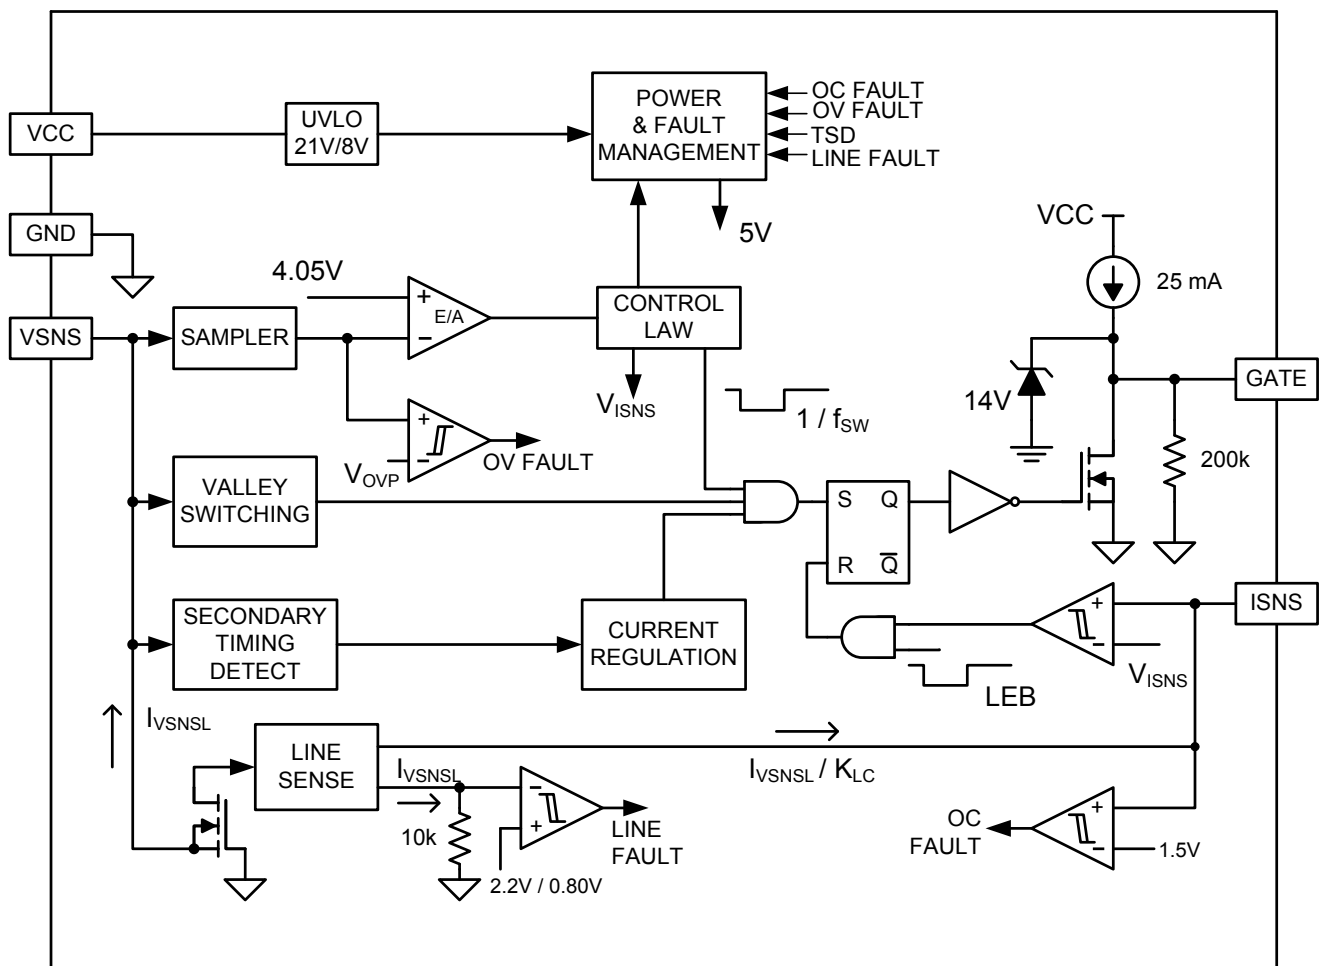 VCC
UVLO
21V/8V
POWER
& FAULT
MANAGEMENT
OC FAULT
OV FAULT
TSD
LINE FAULT
5V
GND
VCC
25 mA
4.05V
+
E/A
−
CONTROL
LAW
VSNS
SAMPLER
V_ISNS
1 / f_SW
14V
GATE
200k
+
−
V_OVP
OV FAULT
VALLEY
SWITCHING
S Q
R Q̅
SECONDARY
TIMING
DETECT
CURRENT
REGULATION
+
−
ISNS
V_ISNS
LEB
I_VSNSL
LINE
SENSE
I_VSNSL
I_VSNSL / K_LC
−
+
10k
LINE
FAULT
2.2V / 0.80V
OC
FAULT
+
−
1.5V